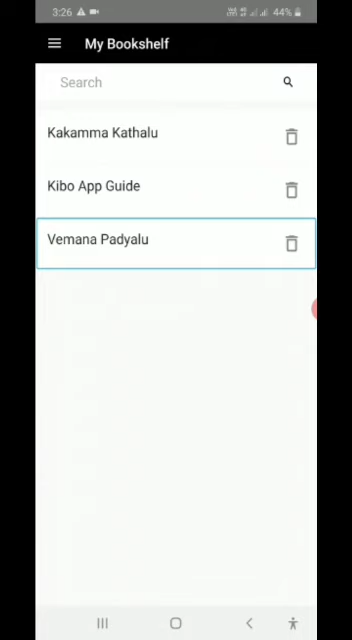 3:26
44%
My Bookshelf
Search
Kakamma Kathalu
Kibo App Guide
Vemana Padyalu